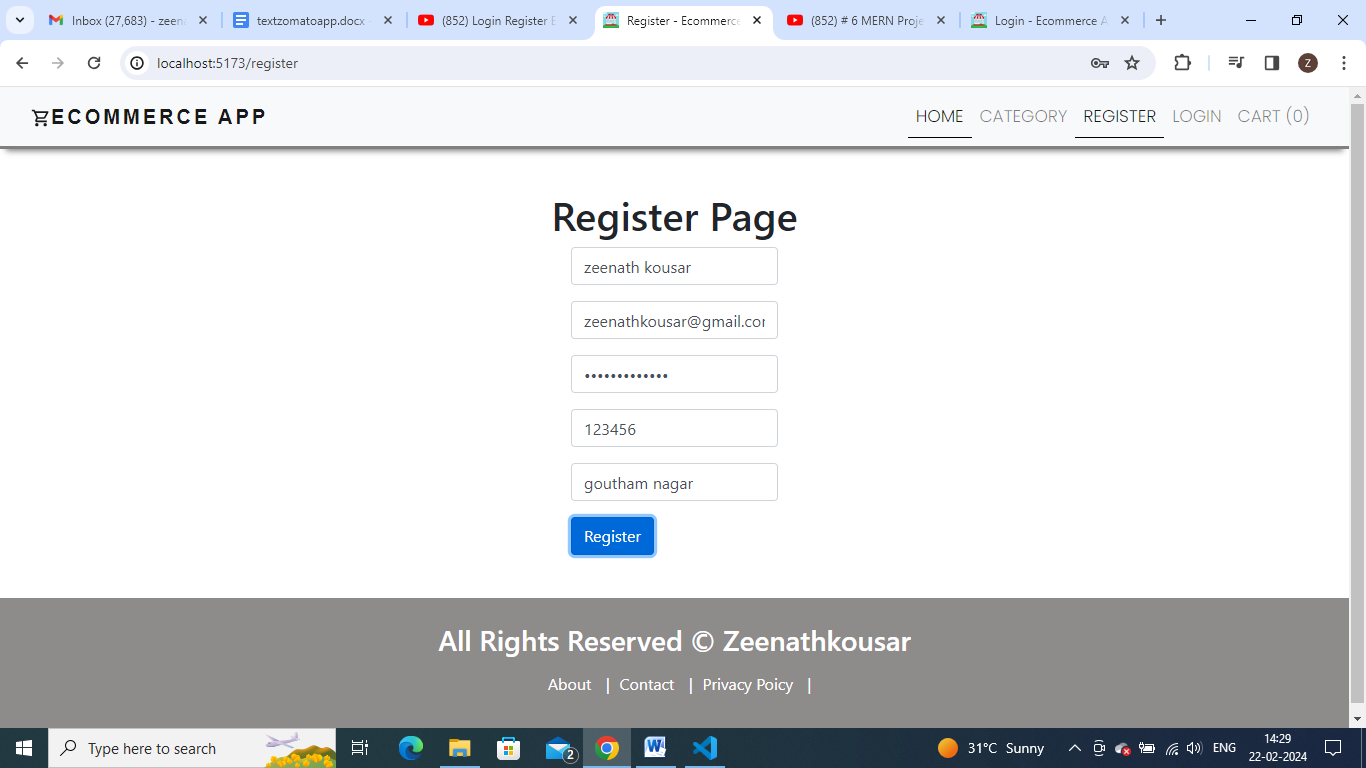 Inbox (27,683) - zeen
textzomatoapp.docx
(852) Login Register
Register - Ecommerce
(852) # 6 MERN Proje
Login - Ecommerce A
localhost:5173/register
Z
ECOMMERCE APP
HOME CATEGORY REGISTER LOGIN CART (0)
Register Page
zeenath kousar
zeenathkousar@gmail.com
•••••••••••••
123456
goutham nagar
Register
All Rights Reserved © Zeenathkousar
About | Contact | Privacy Poicy |
Type here to search
2
31°C Sunny
ENG
14:29
22-02-2024